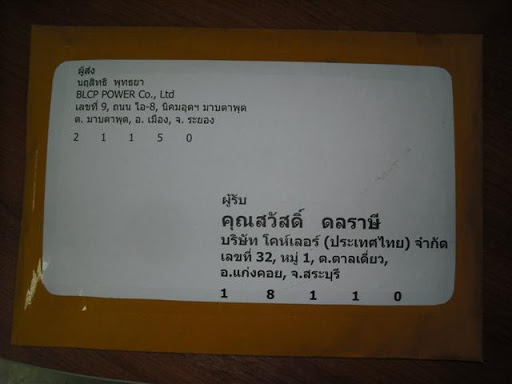 ผู้ส่ง
นฤสิทธิ พุทธยา
BLCP POWER Co., Ltd
เลขที่ 9, ถนน ไอ-8, นิคมอุตฯ มาบตาพุด
ต. มาบตาพุด, อ. เมือง, จ. ระยอง
2 1 1 5 0
ผู้รับ
คุณสวัสดิ์ ดลราษี
บริษัท โคห์เลอร์ (ประเทศไทย) จำกัด
เลขที่ 32, หมู่ 1, ต.ตาลเดี่ยว,
อ.แก่งคอย, จ.สระบุรี
1 8 1 1 0